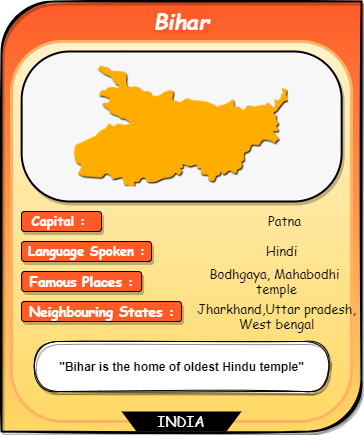 Bihar
Capital : Patna
Language Spoken : Hindi
Famous Places : Bodhgaya, Mahabodhi
temple
Neighbouring States : Jharkhand,Uttar pradesh,
West bengal
"Bihar is the home of oldest Hindu temple"
INDIA